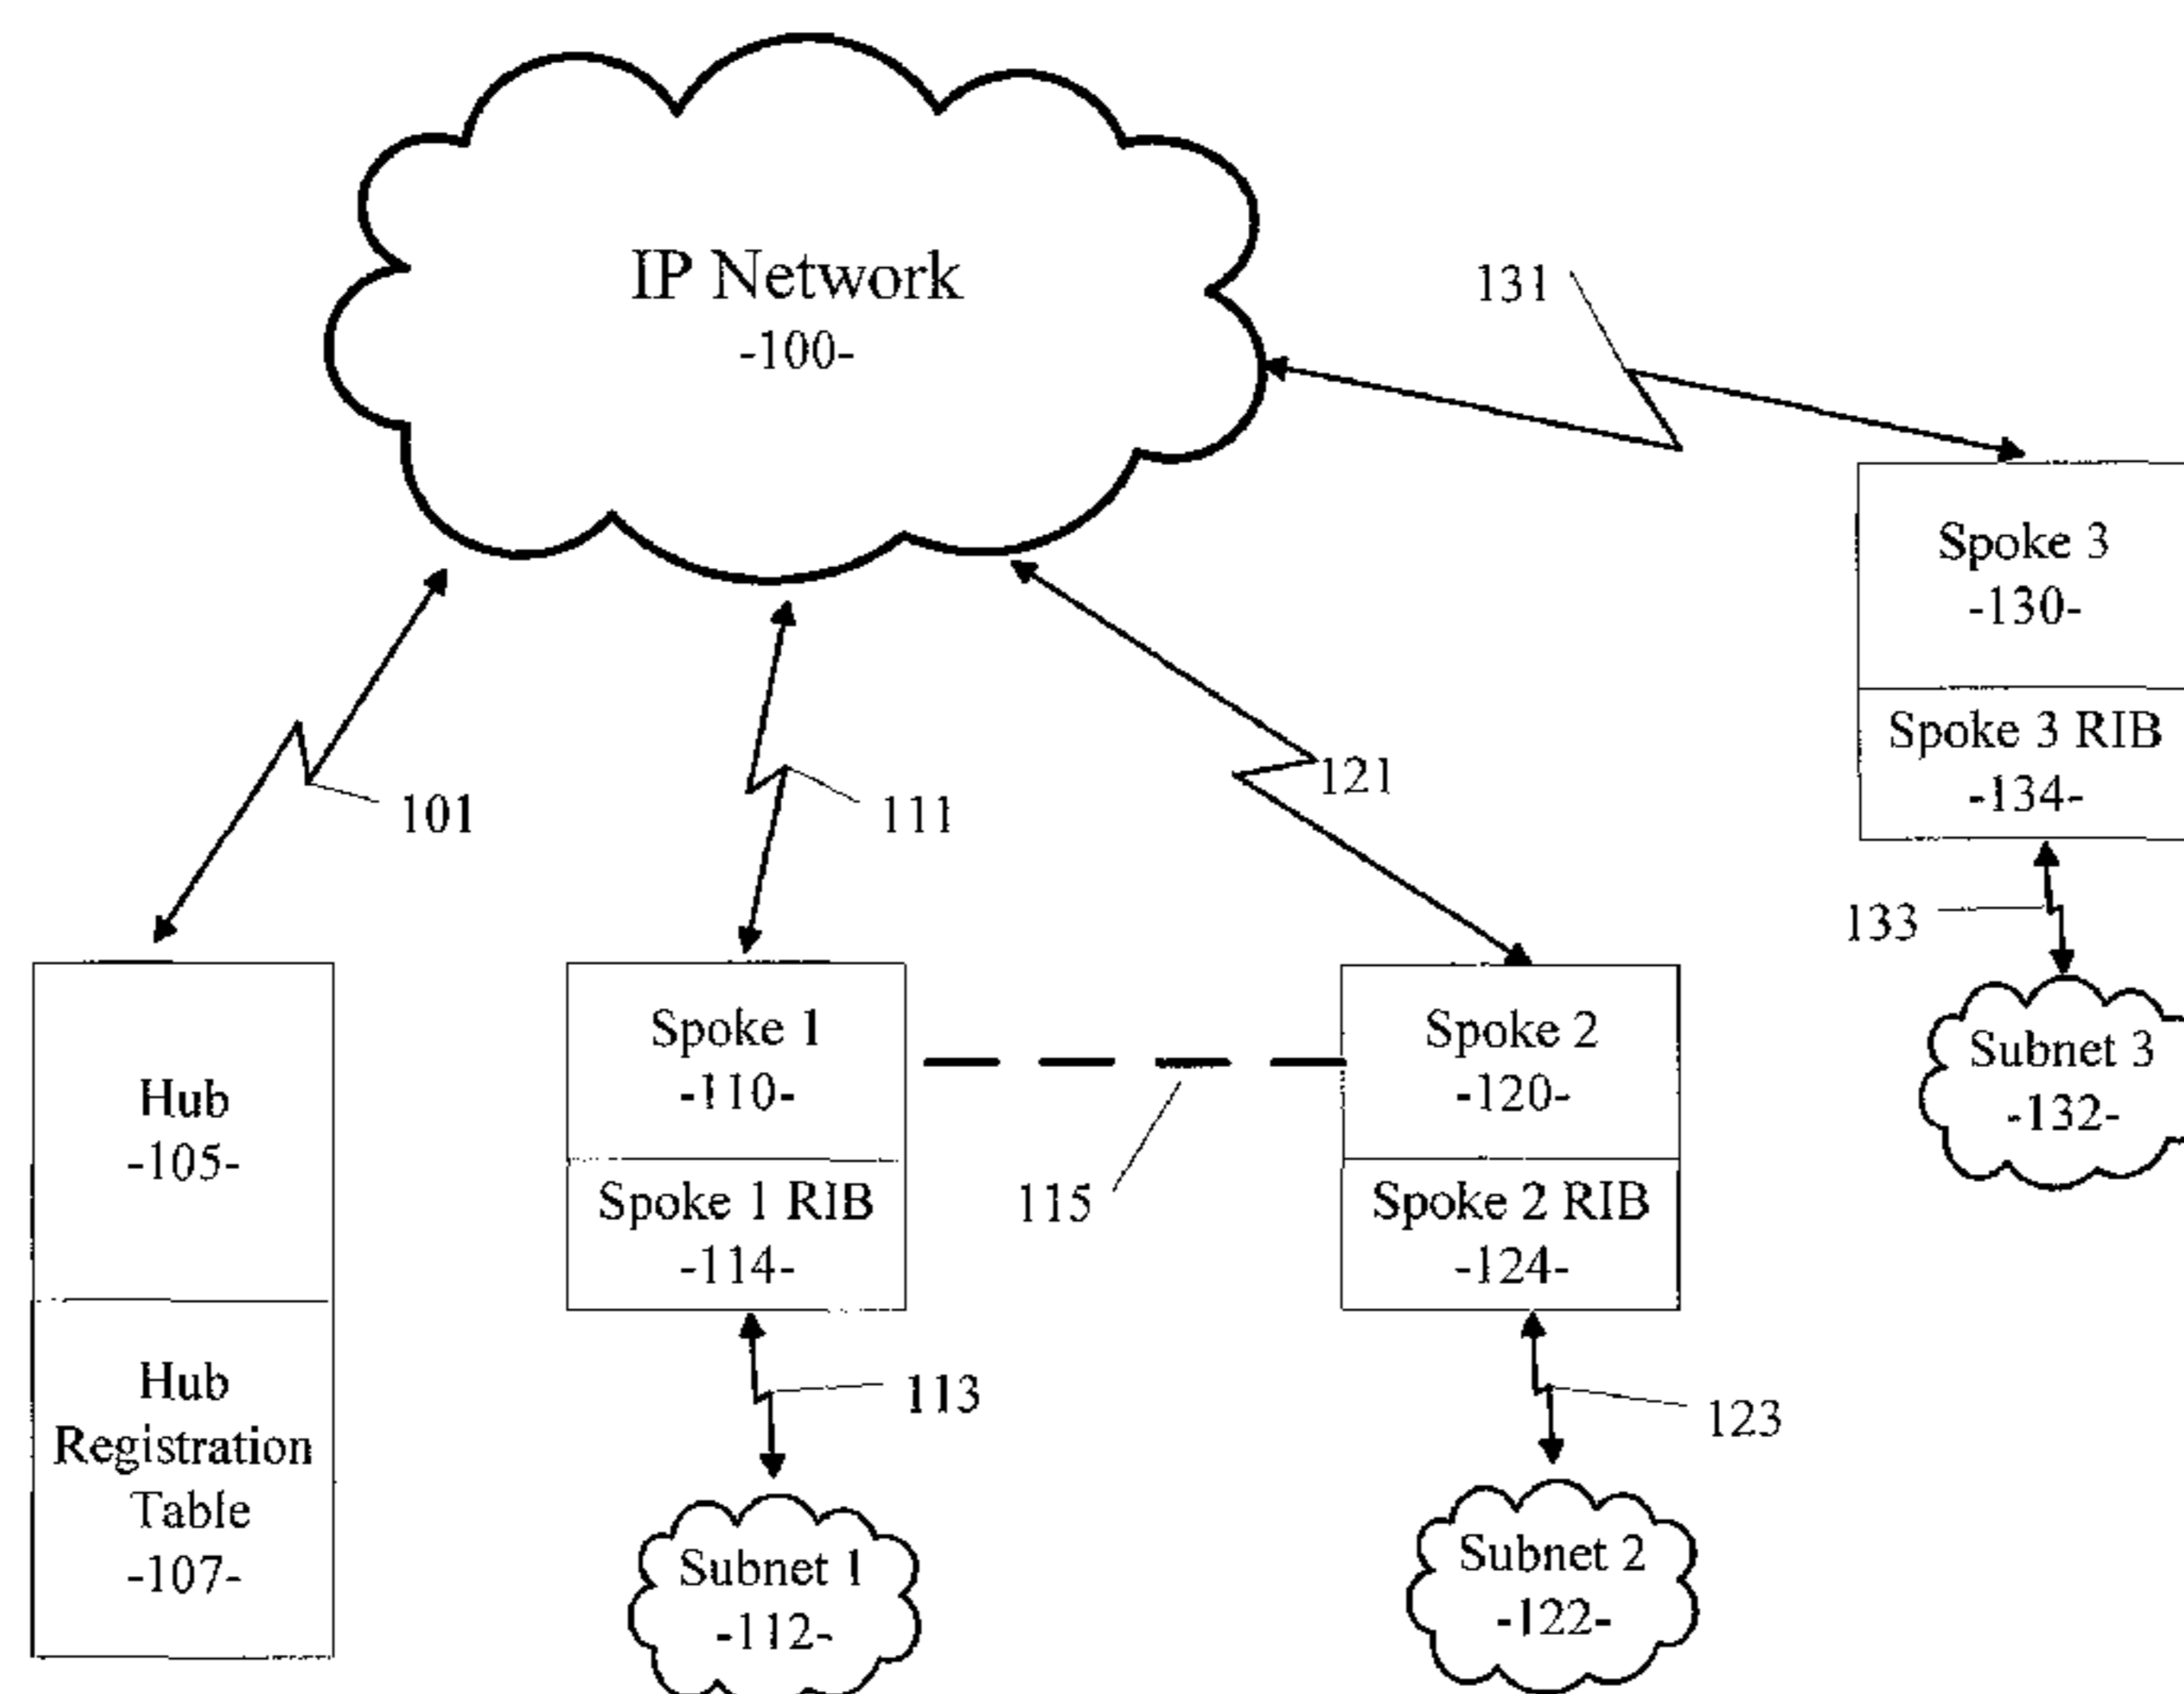 IP Network
-100-
131
Spoke 3
-130-
Spoke 3 RIB
-134-
133
Subnet 3
-132-
101
111
121
Hub
-105-
Hub
Registration
Table
-107-
Spoke 1
-110-
Spoke 1 RIB
-114-
115
Spoke 2
-120-
Spoke 2 RIB
-124-
113
123
Subnet 1
-112-
Subnet 2
-122-